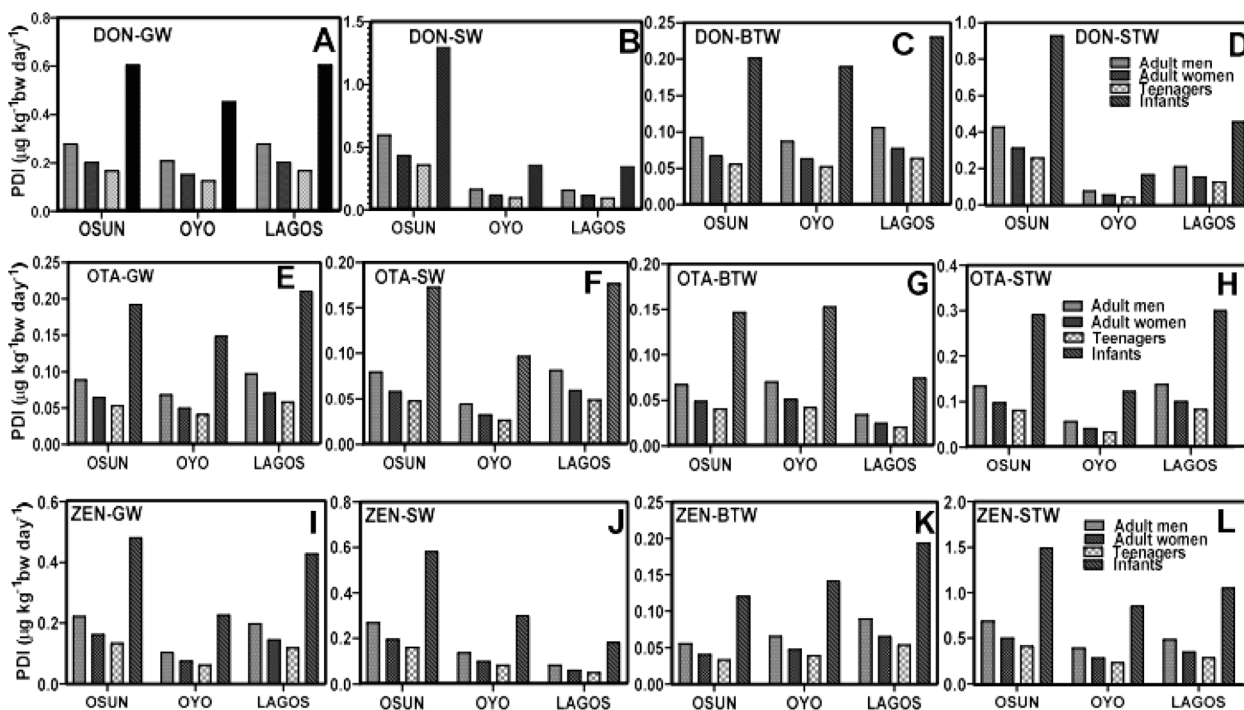 DON-GW A
0.8
0.6
0.4
0.2
0.0
PDI (µg kg⁻¹bw day⁻¹)
OSUN OYO LAGOS
DON-SW B
1.5
1.0
0.5
0.0
OSUN OYO LAGOS
DON-BTW C
0.25
0.20
0.15
0.10
0.05
0.00
OSUN OYO LAGOS
DON-STW D
1.0
0.8
0.6
0.4
0.2
0.0
Adult men
Adult women
Teenagers
Infants
OSUN OYO LAGOS
OTA-GW E
0.25
0.20
0.15
0.10
0.05
0.00
PDI (µg kg⁻¹bw day⁻¹)
OSUN OYO LAGOS
OTA-SW F
0.20
0.15
0.10
0.05
0.00
OSUN OYO LAGOS
OTA-BTW G
0.20
0.15
0.10
0.05
0.00
OSUN OYO LAGOS
OTA-STW H
0.4
0.3
0.2
0.1
0.0
Adult men
Adult women
Teenagers
Infants
OSUN OYO LAGOS
ZEN-GW I
0.6
0.4
0.2
0.0
PDI (µg kg⁻¹bw day⁻¹)
OSUN OYO LAGOS
ZEN-SW J
0.8
0.6
0.4
0.2
0.0
OSUN OYO LAGOS
ZEN-BTW K
0.25
0.20
0.15
0.10
0.05
0.00
OSUN OYO LAGOS
ZEN-STW L
2.0
1.5
1.0
0.5
0.0
Adult men
Adult women
Teenagers
Infants
OSUN OYO LAGOS